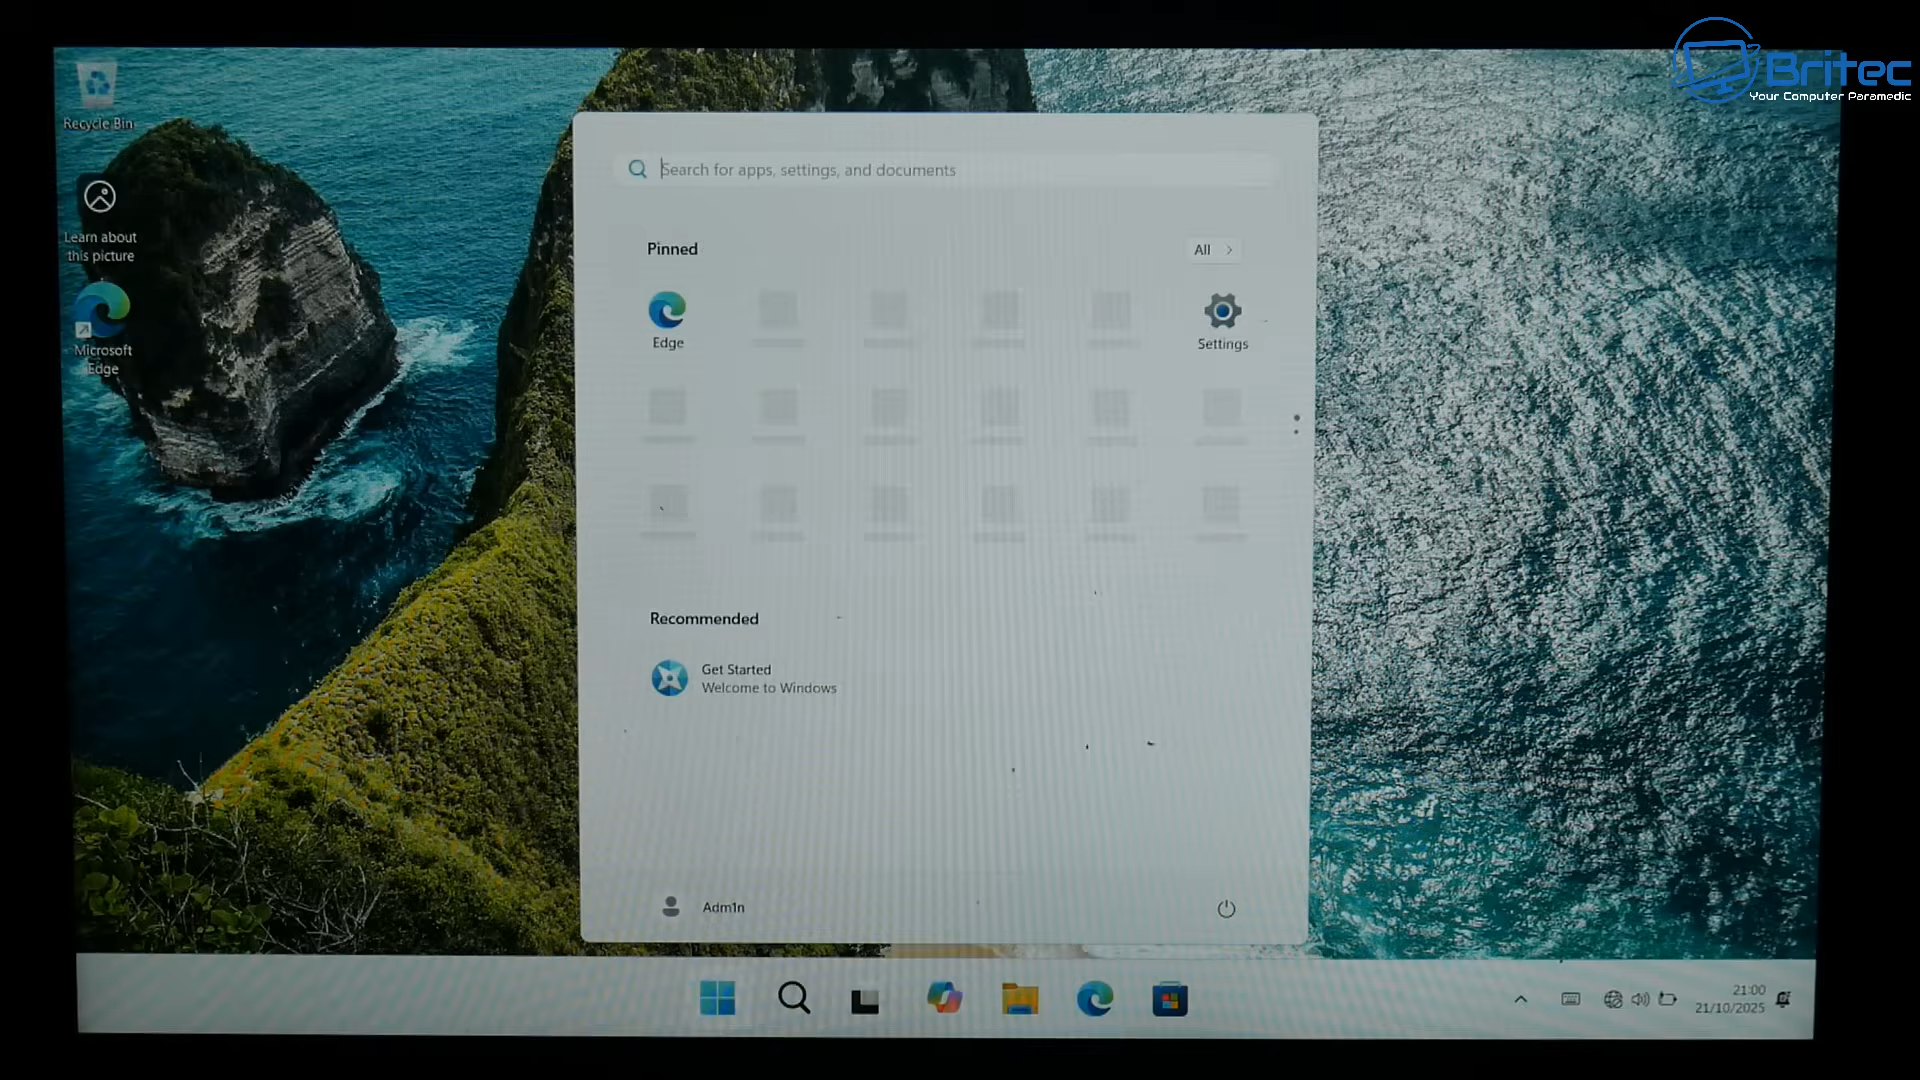 Britec
Your Computer Paramedic
Recycle Bin
Learn about
this picture
Microsoft
Edge
Search for apps, settings, and documents
Pinned
All
Edge
Settings
Recommended
Get Started
Welcome to Windows
Adm1n
21:00
21/10/2025